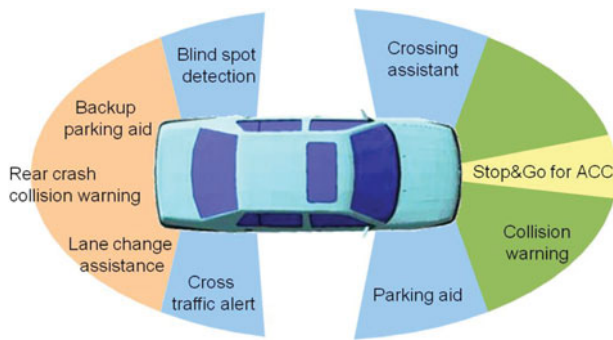 Blind spot
detection
Crossing
assistant
Backup
parking aid
Rear crash
collision warning
Stop&Go for ACC
Lane change
assistance
Collision
warning
Cross
traffic alert
Parking aid